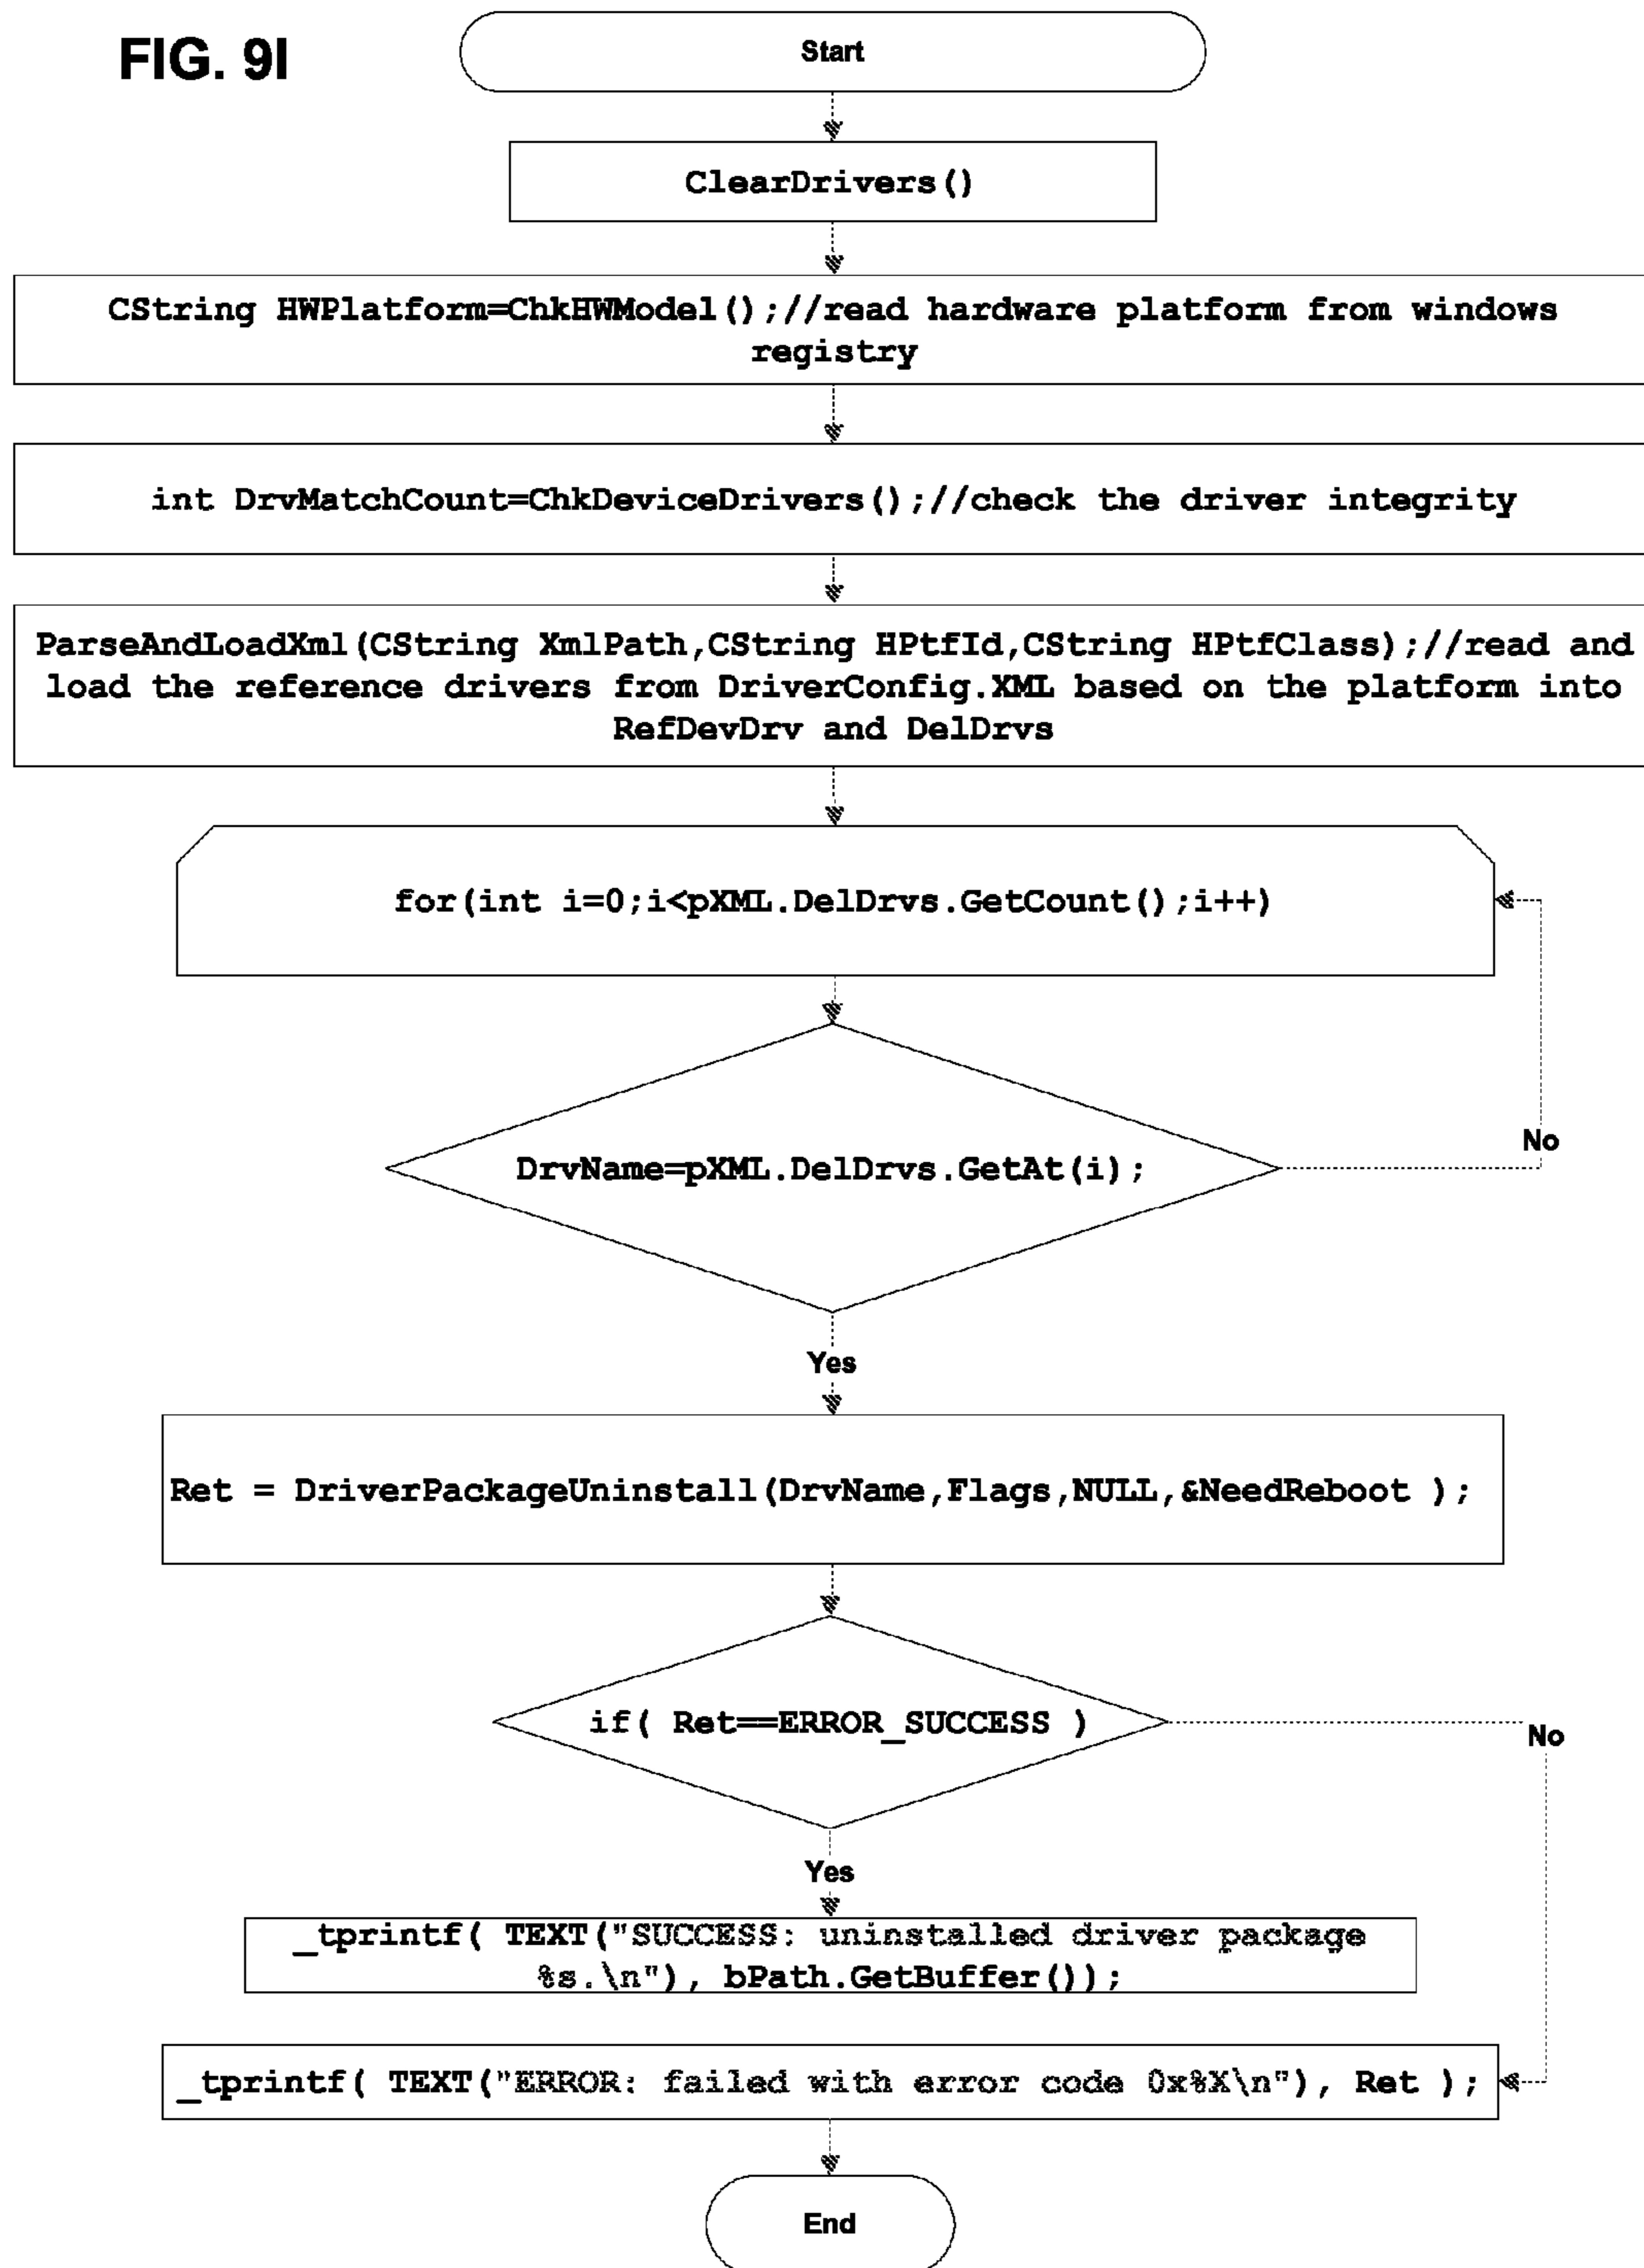 FIG. 9I
Start
ClearDrivers()
CString HWPlatform=ChkHWModel();//read hardware platform from windows
registry
int DrvMatchCount=ChkDeviceDrivers();//check the driver integrity
ParseAndLoadXml(CString XmlPath,CString HPtfId,CString HPtfClass);//read and
load the reference drivers from DriverConfig.XML based on the platform into
RefDevDrv and DelDrvs
for(int i=0;i<pXML.DelDrvs.GetCount();i++)
DrvName=pXML.DelDrvs.GetAt(i);
No
Yes
Ret = DriverPackageUninstall(DrvName,Flags,NULL,&NeedReboot );
if( Ret==ERROR_SUCCESS )
No
Yes
_tprintf( TEXT("SUCCESS: uninstalled driver package
%s.\n"), bPath.GetBuffer());
_tprintf( TEXT("ERROR: failed with error code 0x%X\n"), Ret );
End